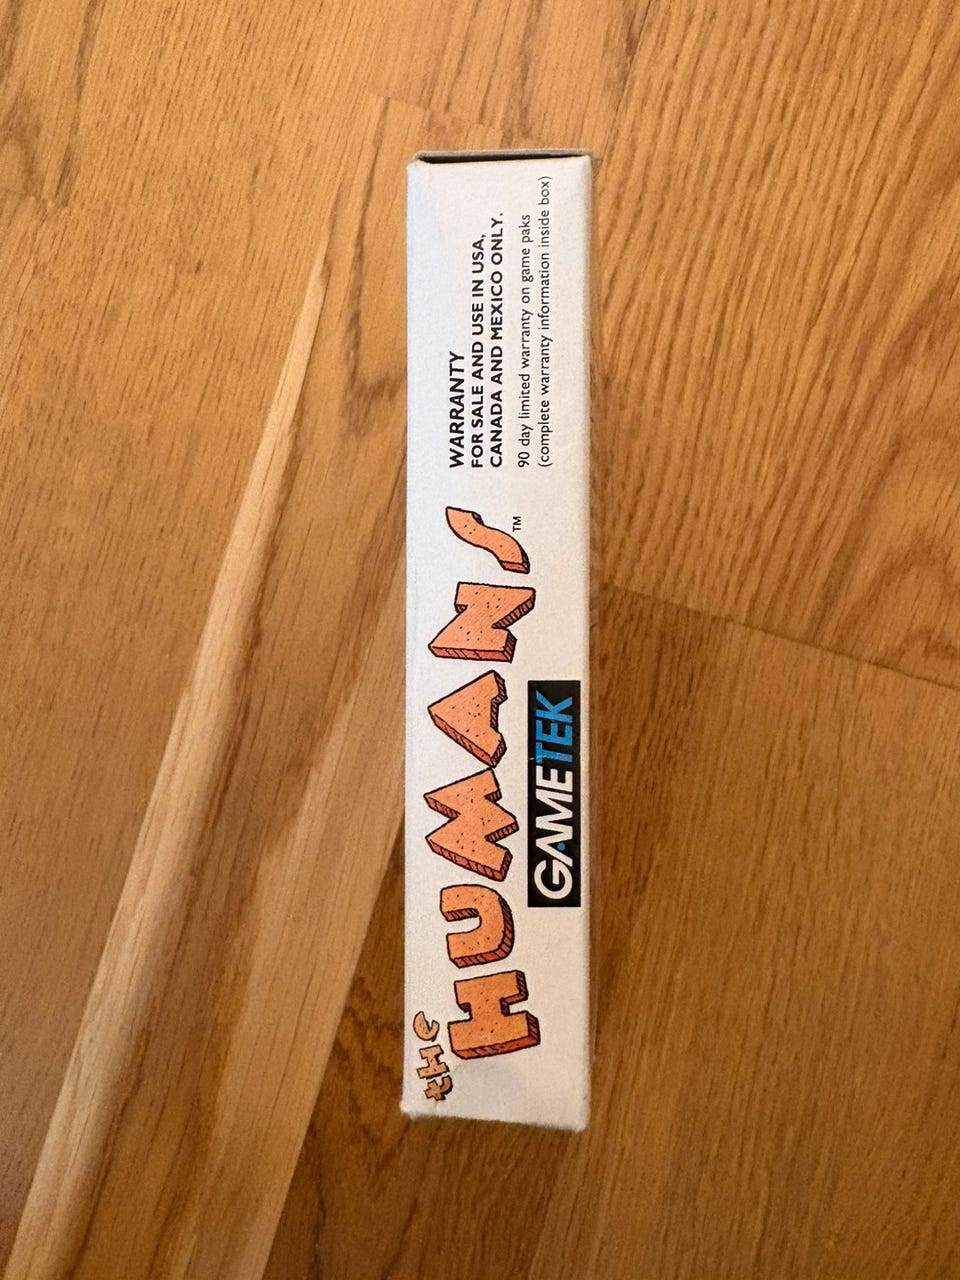 the
HUMANS™
GAMETEK
WARRANTY
FOR SALE AND USE IN USA,
CANADA AND MEXICO ONLY.
90 day limited warranty on game paks
(complete warranty information inside box)